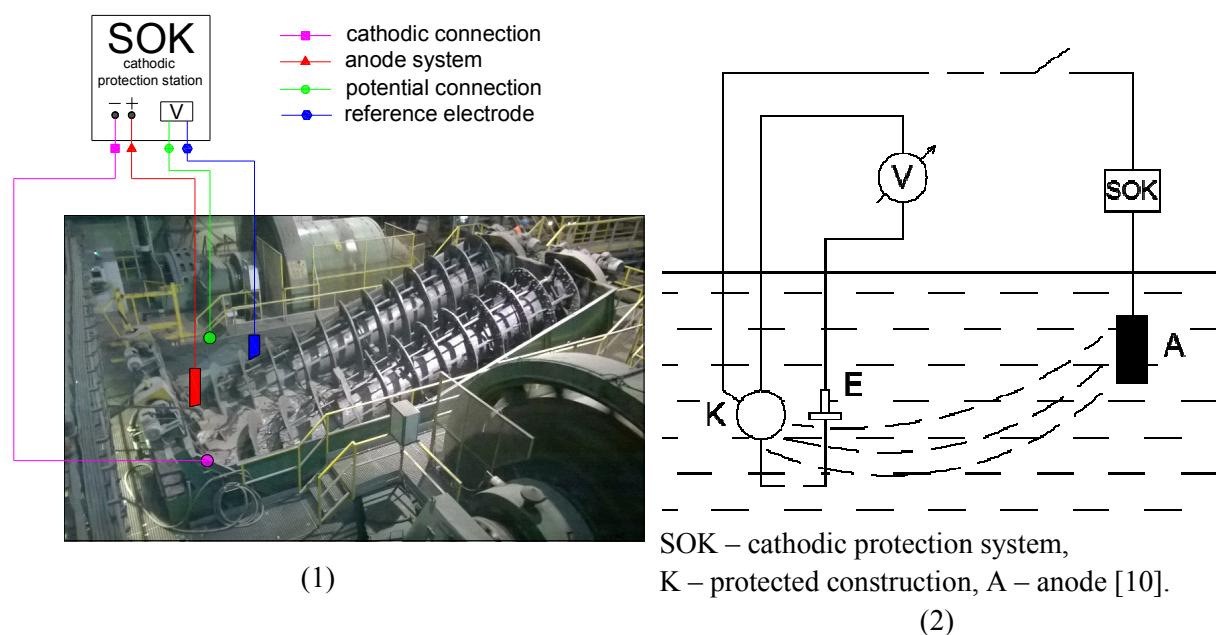 SOK
cathodic
protection station
− +
V
cathodic connection
anode system
potential connection
reference electrode
(1)
V
SOK
A
E
K
SOK – cathodic protection system,
K – protected construction, A – anode [10].
(2)